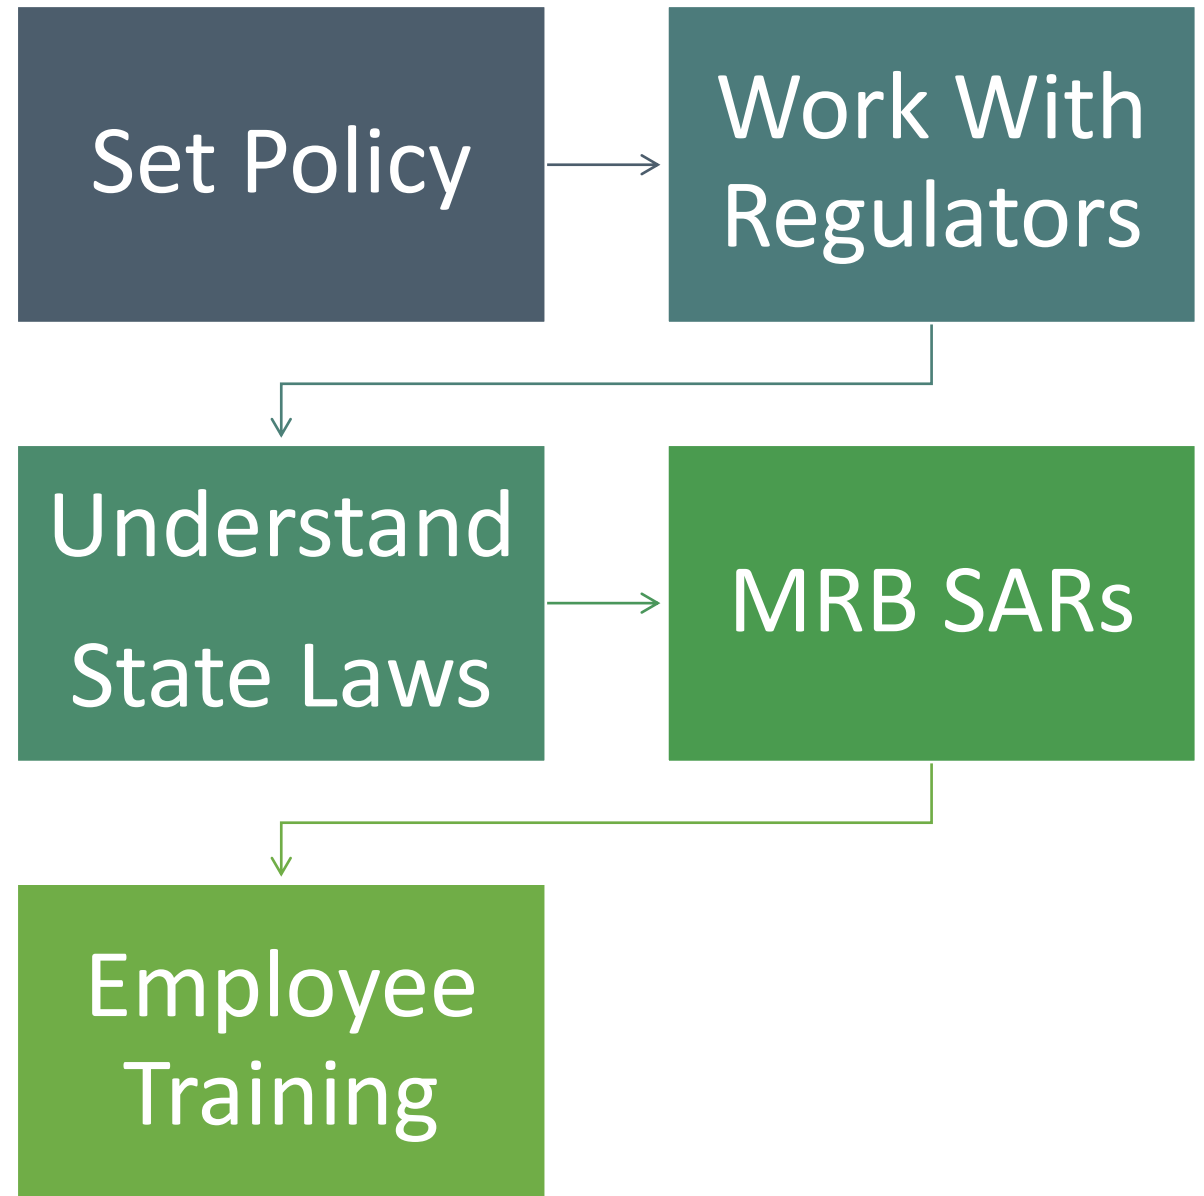 Set Policy
Work With
Regulators
Understand
State Laws
MRB SARs
Employee
Training